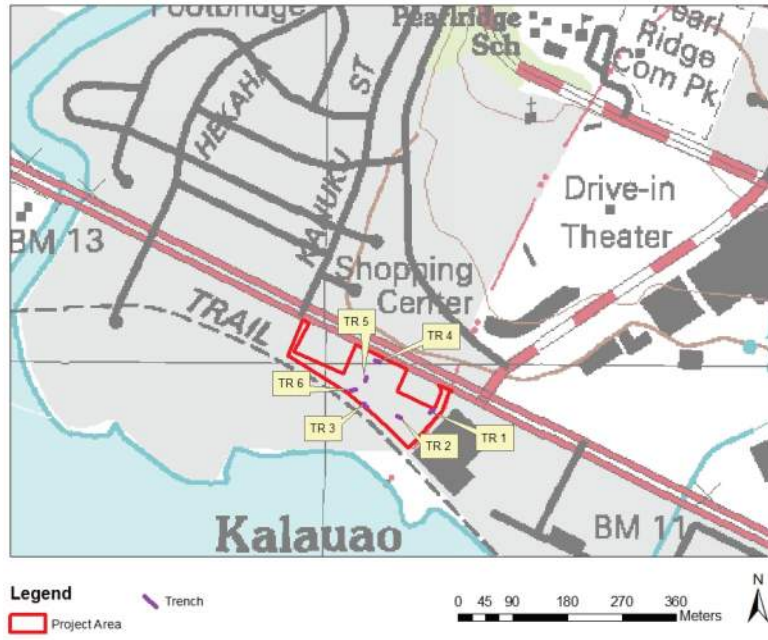 Footbridge
Pearlridge
Sch
Pearl
Ridge
Com Pk
HEKAHA
ST
KANUKU
Drive-in
Theater
BM 13
Shopping
Center
TRAIL
TR 5
TR 4
TR 6
TR 3
TR 2
TR 1
Kalauao
BM 11
Legend
Trench
Project Area
0 45 90 180 270 360
Meters
N